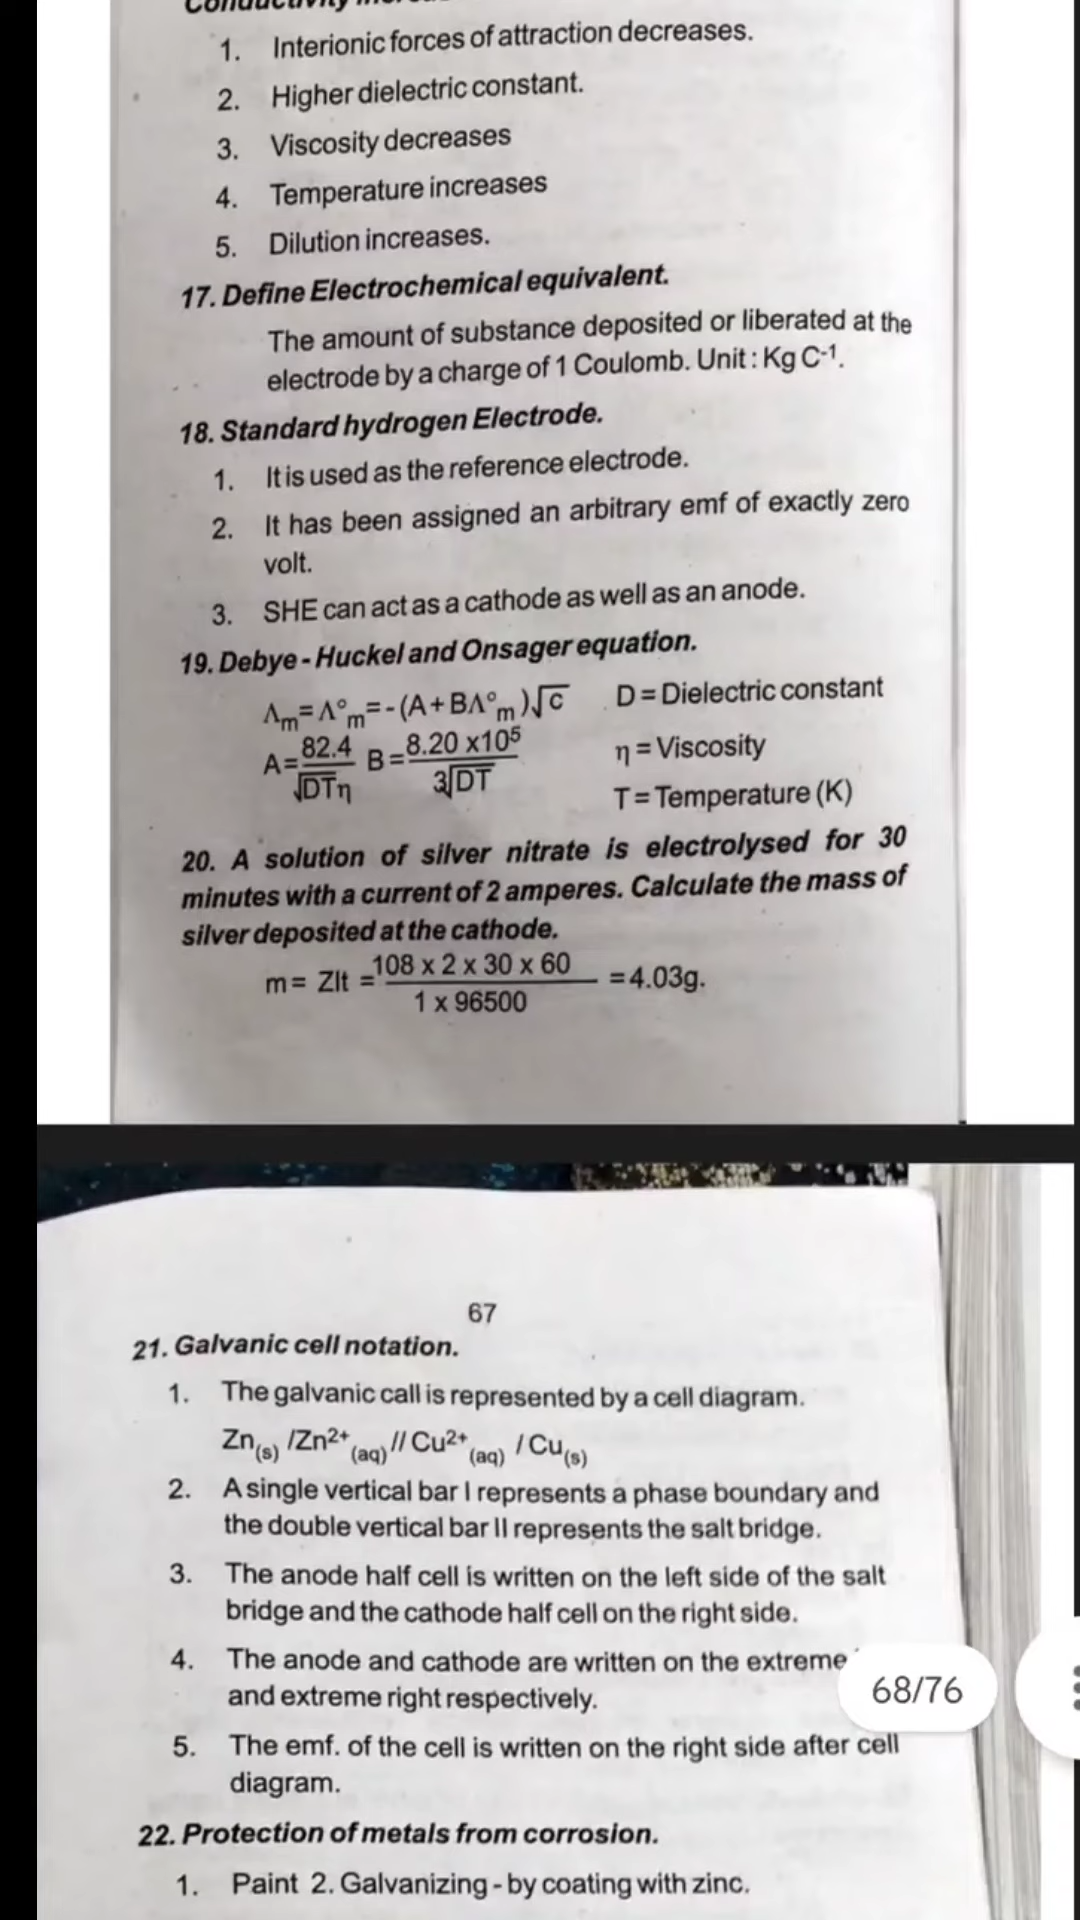 1. Interionic forces of attraction decreases.
2. Higher dielectric constant.
3. Viscosity decreases
4. Temperature increases
5. Dilution increases.
17. Define Electrochemical equivalent.
The amount of substance deposited or liberated at the
electrode by a charge of 1 Coulomb. Unit : Kg C⁻¹.
18. Standard hydrogen Electrode.
1. It is used as the reference electrode.
2. It has been assigned an arbitrary emf of exactly zero
volt.
3. SHE can act as a cathode as well as an anode.
19. Debye - Huckel and Onsager equation.
Λm = Λ°m = - (A + BΛ°m )√c D = Dielectric constant
A = 82.4 / √DTη B = 8.20 x10⁵ / 3√DT η = Viscosity
T = Temperature (K)
20. A solution of silver nitrate is electrolysed for 30
minutes with a current of 2 amperes. Calculate the mass of
silver deposited at the cathode.
m = ZIt = 108 x 2 x 30 x 60 / 1 x 96500 = 4.03g.
67
21. Galvanic cell notation.
1. The galvanic call is represented by a cell diagram.
Zn(s) /Zn²⁺(aq) // Cu²⁺(aq) / Cu(s)
2. A single vertical bar I represents a phase boundary and
the double vertical bar II represents the salt bridge.
3. The anode half cell is written on the left side of the salt
bridge and the cathode half cell on the right side.
4. The anode and cathode are written on the extreme
and extreme right respectively.
68/76
5. The emf. of the cell is written on the right side after cell
diagram.
22. Protection of metals from corrosion.
1. Paint 2. Galvanizing - by coating with zinc.